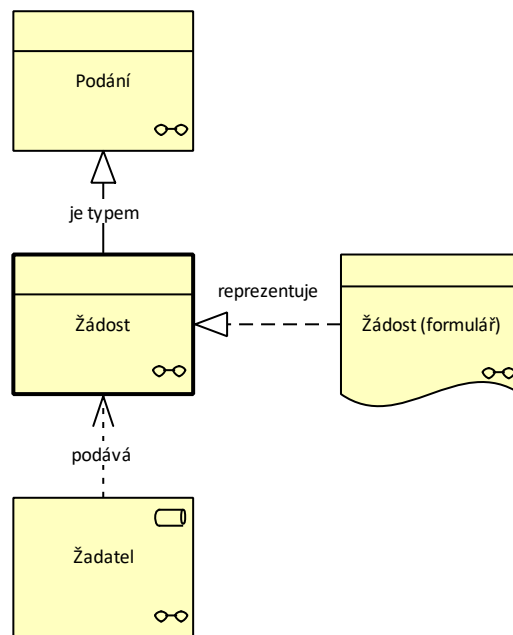 Podání
je typem
reprezentuje
Žádost
Žádost (formulář)
podává
Žadatel